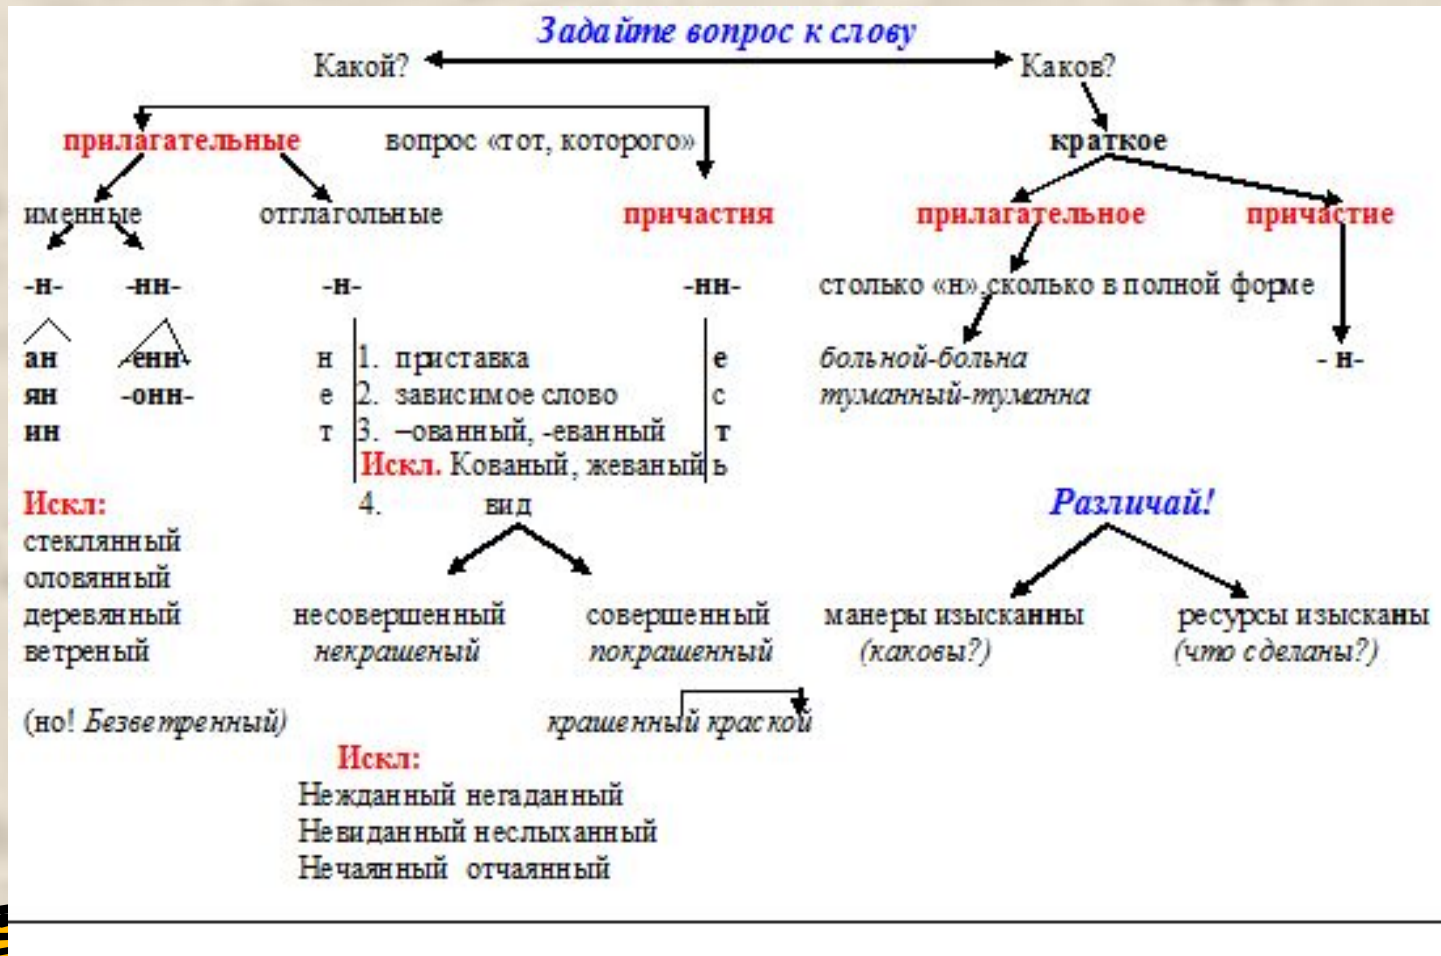 Задайте вопрос к слову
Какой? Каков?
прилагательные вопрос «тот, которого» краткое
именные отглагольные причастия прилагательное причастие
-н- -нн- -н- -нн- столько «н», сколько в полной форме
ан -енн- н 1. приставка е больной-больна - н-
ян -онн- е 2. зависимое слово с туманный-туманна
ин т 3. –ованный, -еванный т
Искл. Кованый, жеваный ь
Искл: 4. вид Различай!
стеклянный
оловянный
деревянный несовершенный совершенный манеры изысканны ресурсы изысканы
ветреный некрашеный покрашенный (каковы?) (что сделаны?)
(но! Безветренный) крашенный краской
Искл:
Нежданный негаданный
Невиданный неслыханный
Нечаянный отчаянный